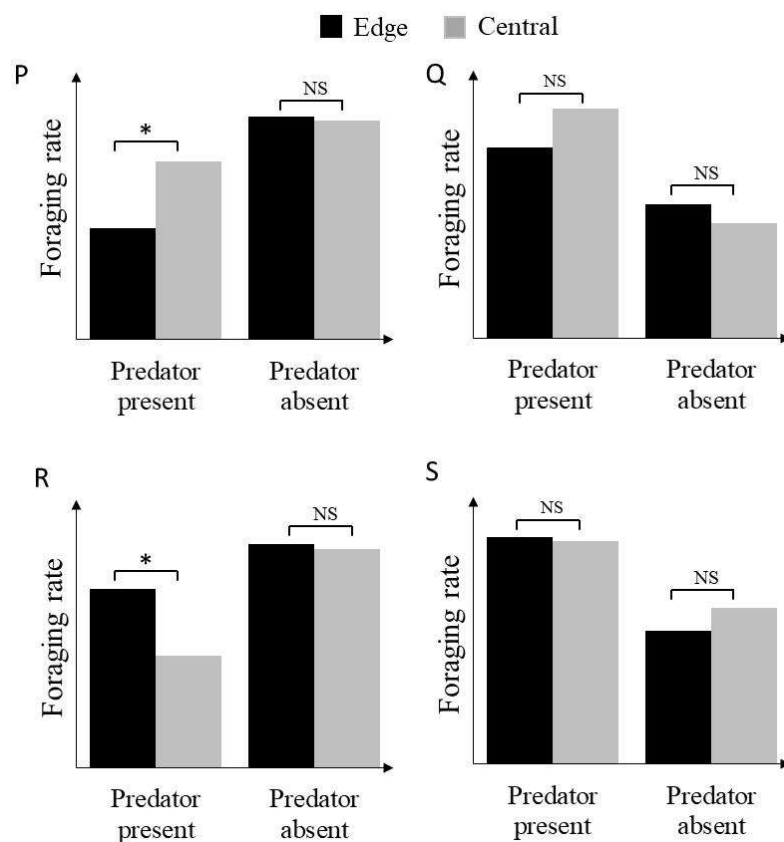 Edge Central
P
*
NS
Foraging rate
Predator present
Predator absent
Q
NS
NS
Foraging rate
Predator present
Predator absent
R
*
NS
Foraging rate
Predator present
Predator absent
S
NS
NS
Foraging rate
Predator present
Predator absent